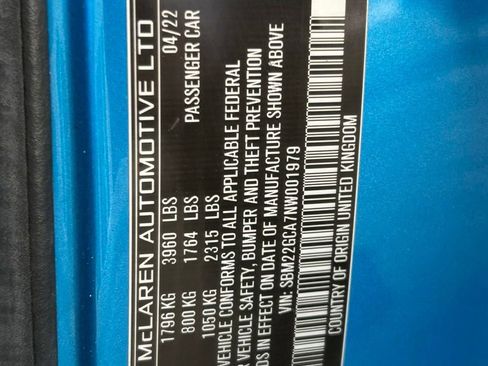 McLAREN AUTOMOTIVE LTD
04/22
1796 KG 3960 LBS PASSENGER CAR
800 KG 1764 LBS
1050 KG 2315 LBS
VEHICLE CONFORMS TO ALL APPLICABLE FEDERAL
VEHICLE SAFETY, BUMPER AND THEFT PREVENTION
DS IN EFFECT ON DATE OF MANUFACTURE SHOWN ABOVE
VIN: SBM22GCA7NW001979
COUNTRY OF ORIGIN UNITED KINGDOM